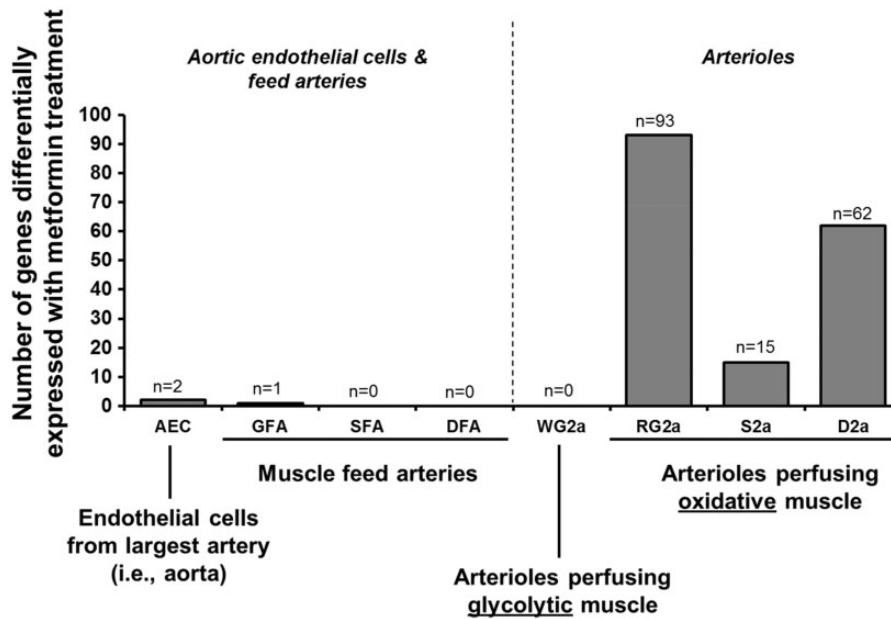 Aortic endothelial cells &
feed arteries
Arterioles
Number of genes differentially
expressed with metformin treatment
100
90
80
70
60
50
40
30
20
10
0
n=2
n=1
n=0
n=0
n=0
n=93
n=15
n=62
AEC
GFA
SFA
DFA
WG2a
RG2a
S2a
D2a
Muscle feed arteries
Arterioles perfusing
oxidative muscle
Endothelial cells
from largest artery
(i.e., aorta)
Arterioles perfusing
glycolytic muscle